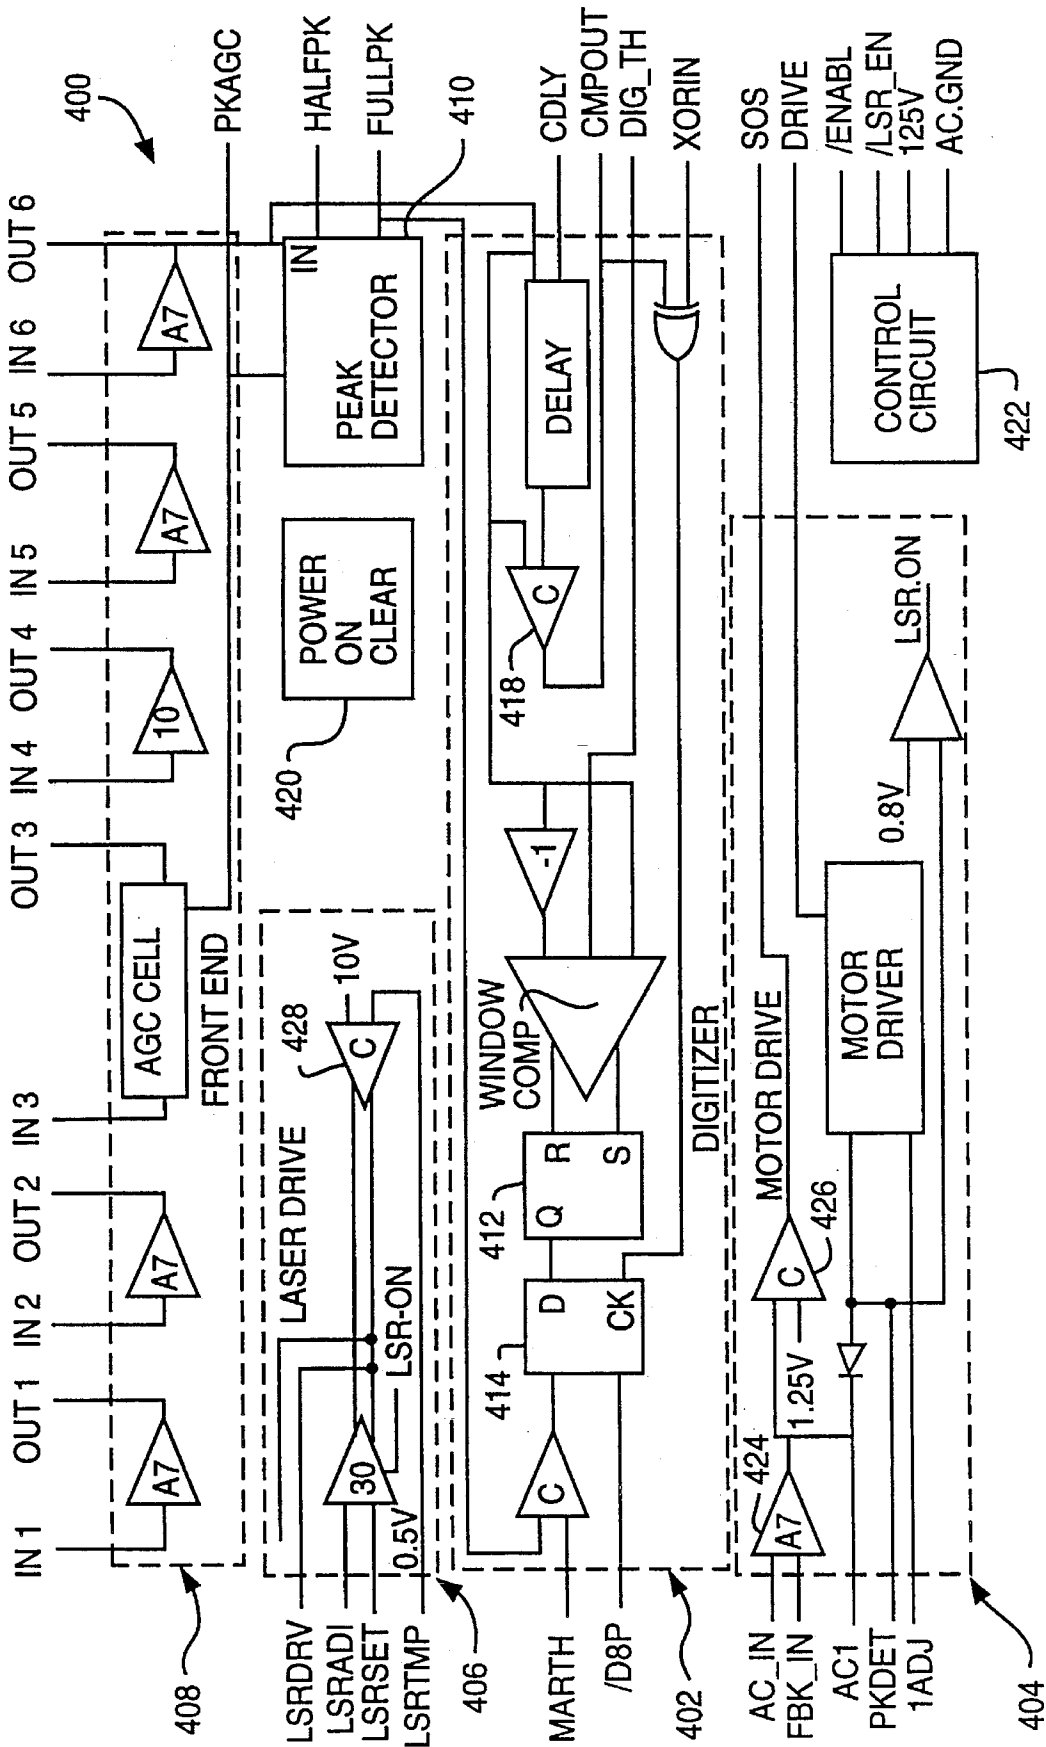 400
IN 1
OUT 1
IN 2
OUT 2
IN 3
OUT 3
IN 4
OUT 4
IN 5
OUT 5
IN 6
OUT 6
A7
A7
AGC CELL
10
A7
A7
FRONT END
408
PKAGC
HALFPK
FULLPK
410
IN
PEAK
DETECTOR
POWER
ON
CLEAR
420
LASER DRIVE
428
10V
C
30
LSR-ON
0.5V
LSRDRV
LSRADI
LSRSET
LSRTMP
406
CDLY
CMPOUT
DIG_TH
XORIN
DELAY
C
418
-1
WINDOW
COMP
DIGITIZER
R
S
Q
412
D
CK
414
C
MARTH
/D8P
402
SOS
DRIVE
/ENABL
/LSR_EN
125V
AC.GND
CONTROL
CIRCUIT
422
LSR.ON
0.8V
MOTOR DRIVE
MOTOR
DRIVER
C
426
1.25V
424
A7
AC_IN
FBK_IN
AC1
PKDET
1ADJ
404